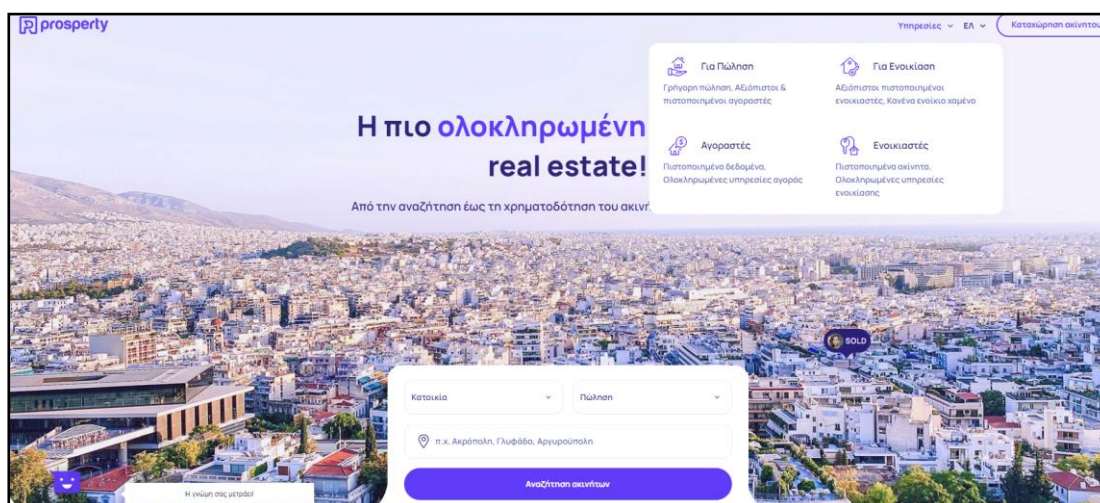 prosperty
Υπηρεσίες
ΕΛ
Καταχώρηση ακίνητου
Για Πώληση
Γρήγορη πώληση, Αξιόπιστοι &
πιστοποιημένοι αγοραστές
Για Ενοικίαση
Αξιόπιστοι πιστοποιημένοι
ενοικιαστές, Κανένα ενοίκιο χαμένο
Αγοραστές
Πιστοποιημένα δεδομένα,
Ολοκληρωμένες υπηρεσίες αγοράς
Ενοικιαστές
Πιστοποιημένα ακίνητα,
Ολοκληρωμένες υπηρεσίες
ενοικίασης
Η πιο ολοκληρωμένη
real estate!
Από την αναζήτηση έως τη χρηματοδότηση του ακινή
SOLD
Κατοικία
Πώληση
π.χ. Ακρόπολη, Γλυφάδα, Αργυρούπολη
Αναζήτηση ακινήτων
Η γνώμη σας μετράει!